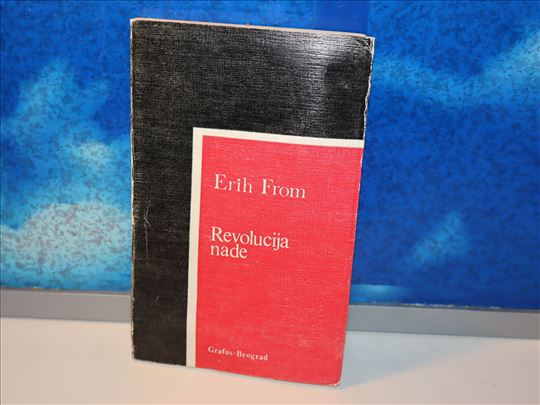 Erih From
Revolucija
nade
Grafos-Beograd